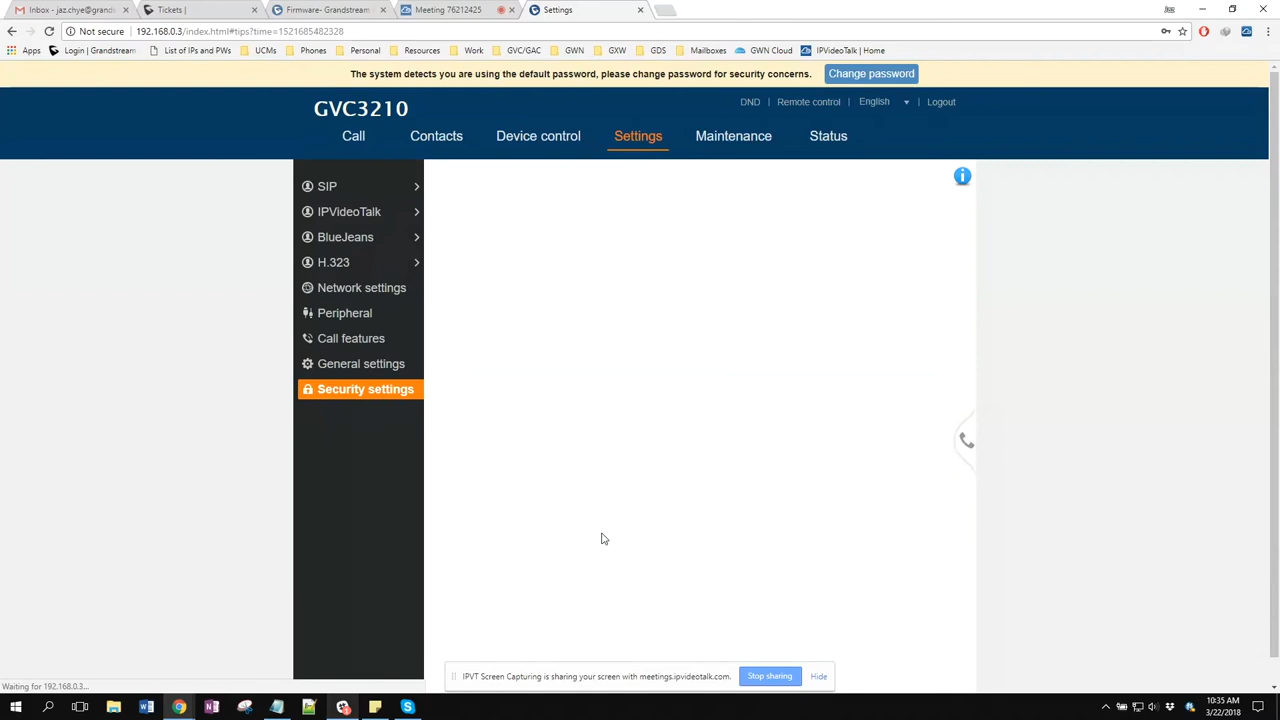 Inbox - jaz.chye@grands
Tickets |
Firmware- Grandstream
Meeting 76212425
Settings
Not secure
192.168.0.3/index.html#tips?time=1521685482328
Apps
Login | Grandstream
List of IPs and PWs
UCMs
Phones
Personal
Resources
Work
GVC/GAC
GWN
GXW
GDS
Mailboxes
GWN Cloud
IPVideoTalk | Home
The system detects you are using the default password, please change password for security concerns.
Change password
GVC3210
DND | Remote control | English | Logout
Call
Contacts
Device control
Settings
Maintenance
Status
SIP
IPVideoTalk
BlueJeans
H.323
Network settings
Peripheral
Call features
General settings
Security settings
IPVT Screen Capturing is sharing your screen with meetings.ipvideotalk.com.
Stop sharing
Hide
Waiting for 192.168.0.3...
10:35 AM
3/22/2018